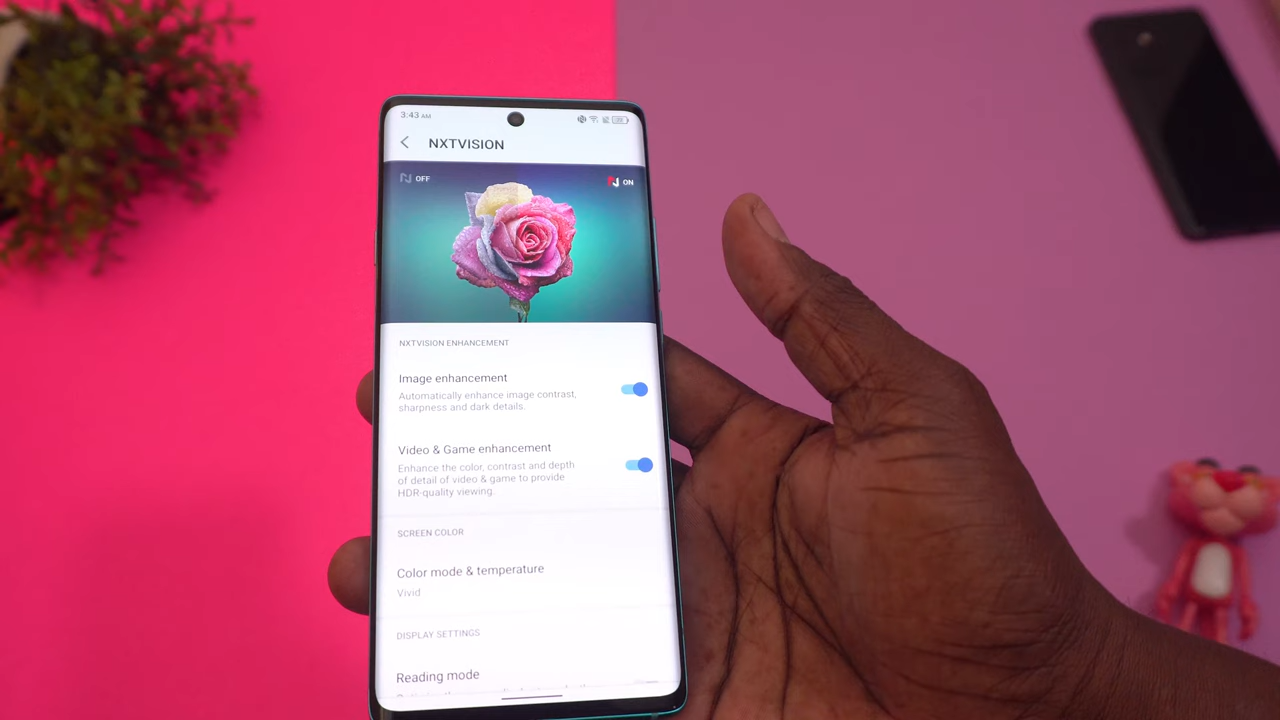 3:43 AM
NXTVISION
OFF
ON
NXTVISION ENHANCEMENT
Image enhancement
Automatically enhance image contrast,
sharpness and dark details.
Video & Game enhancement
Enhance the color, contrast and depth
of detail of video & game to provide
HDR-quality viewing.
SCREEN COLOR
Color mode & temperature
Vivid
DISPLAY SETTINGS
Reading mode